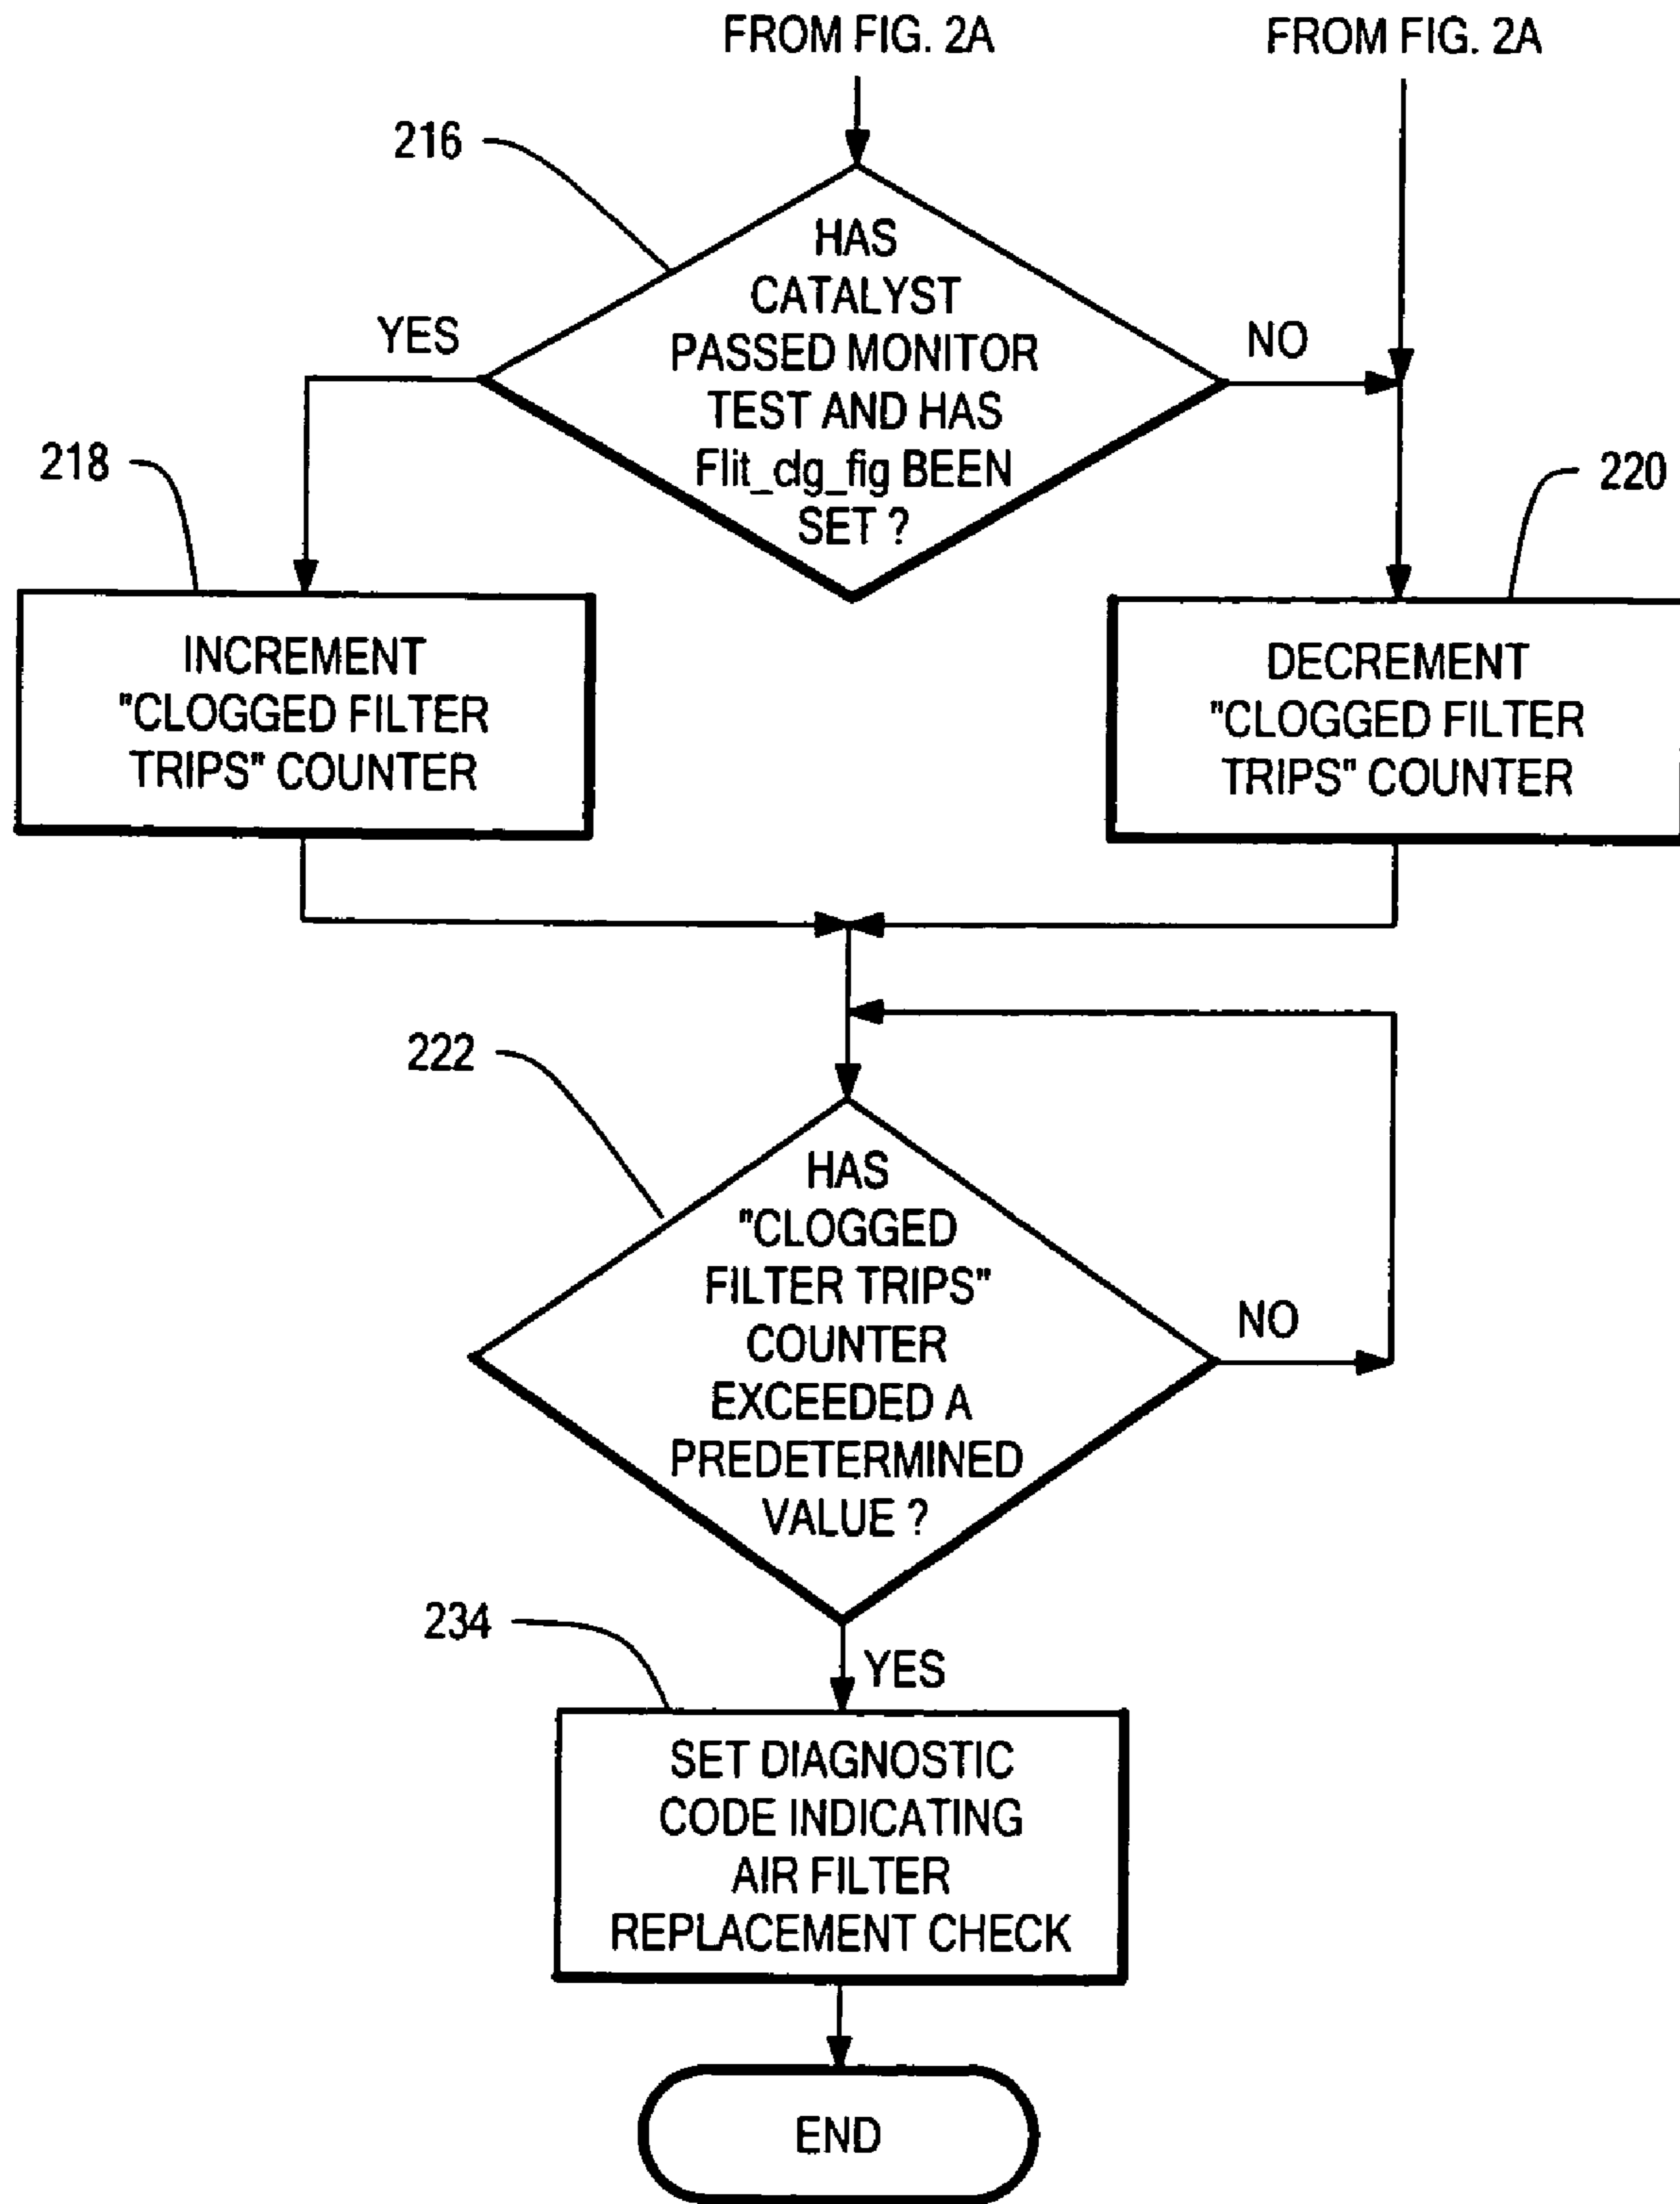 FROM FIG. 2A
FROM FIG. 2A
216
HAS
CATALYST
PASSED MONITOR
TEST AND HAS
Flit_clg_fig BEEN
SET ?
YES
NO
218
220
INCREMENT
"CLOGGED FILTER
TRIPS" COUNTER
DECREMENT
"CLOGGED FILTER
TRIPS" COUNTER
222
HAS
"CLOGGED
FILTER TRIPS"
COUNTER
EXCEEDED A
PREDETERMINED
VALUE ?
NO
234
YES
SET DIAGNOSTIC
CODE INDICATING
AIR FILTER
REPLACEMENT CHECK
END